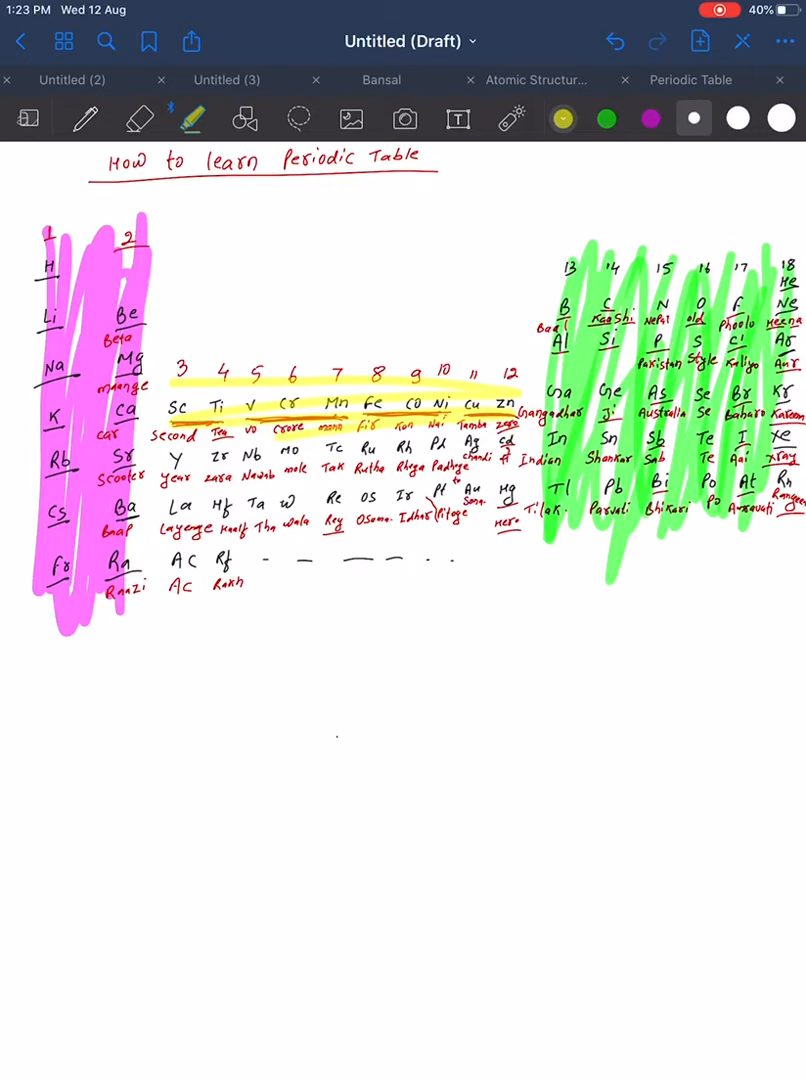 1:23 PM Wed 12 Aug 40%
Untitled (Draft)
Untitled (2) Untitled (3) Bansal Atomic Structur... Periodic Table
How to learn Periodic Table
1 2 13 14 15 16 17 18
H He
Li Be B C N O F Ne
Beta Baal Kaashi Nepal old Phoolo Heena
Na Mg Al Si P S Cl Ar
maange Pakistan Style Kaliyo Aur
3 4 5 6 7 8 9 10 11 12
K Ca Sc Ti V Cr Mn Fe CO Ni Cu Zn Ga Ge As Se Br Kr
car Second Tea vo crore mano fir Kon Nai Tamba zero Gangadhar Ji Australia Se Baharo Kareena
Rb Sr Y Zr Nb Mo Tc Ru Rh Pd Ag Cd In Sn Sb Te I Xe
Scooter Year zara Nawab mole Tak Rutha Rhega Padhge chandi Indian Shankar Sab Te Aai Xray
Cs Ba La Hf Ta W Re OS Ir Pt Au Hg Tl Pb Bi Po At Rn
to Sona
Baap Layenge Haalf Tha Wala Rey Osama Idhar Pitoge Hero Tilak. Parvati Bhikari Po Auravati Rangeen
Fr Ra AC Rf
Raazi AC Rakh